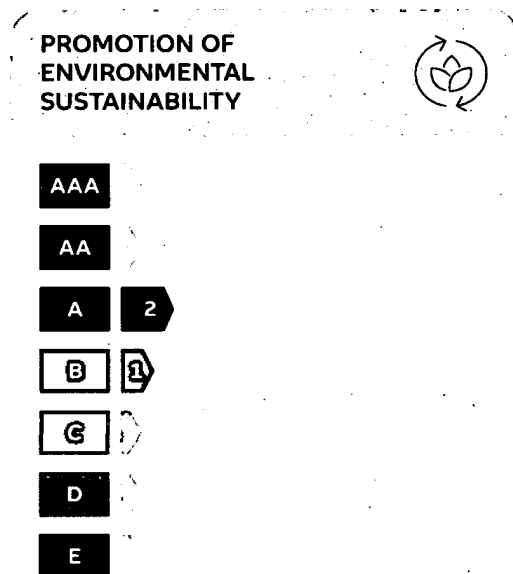 PROMOTION OF
ENVIRONMENTAL
SUSTAINABILITY
AAA
AA
A 2
B 1
C
D
E